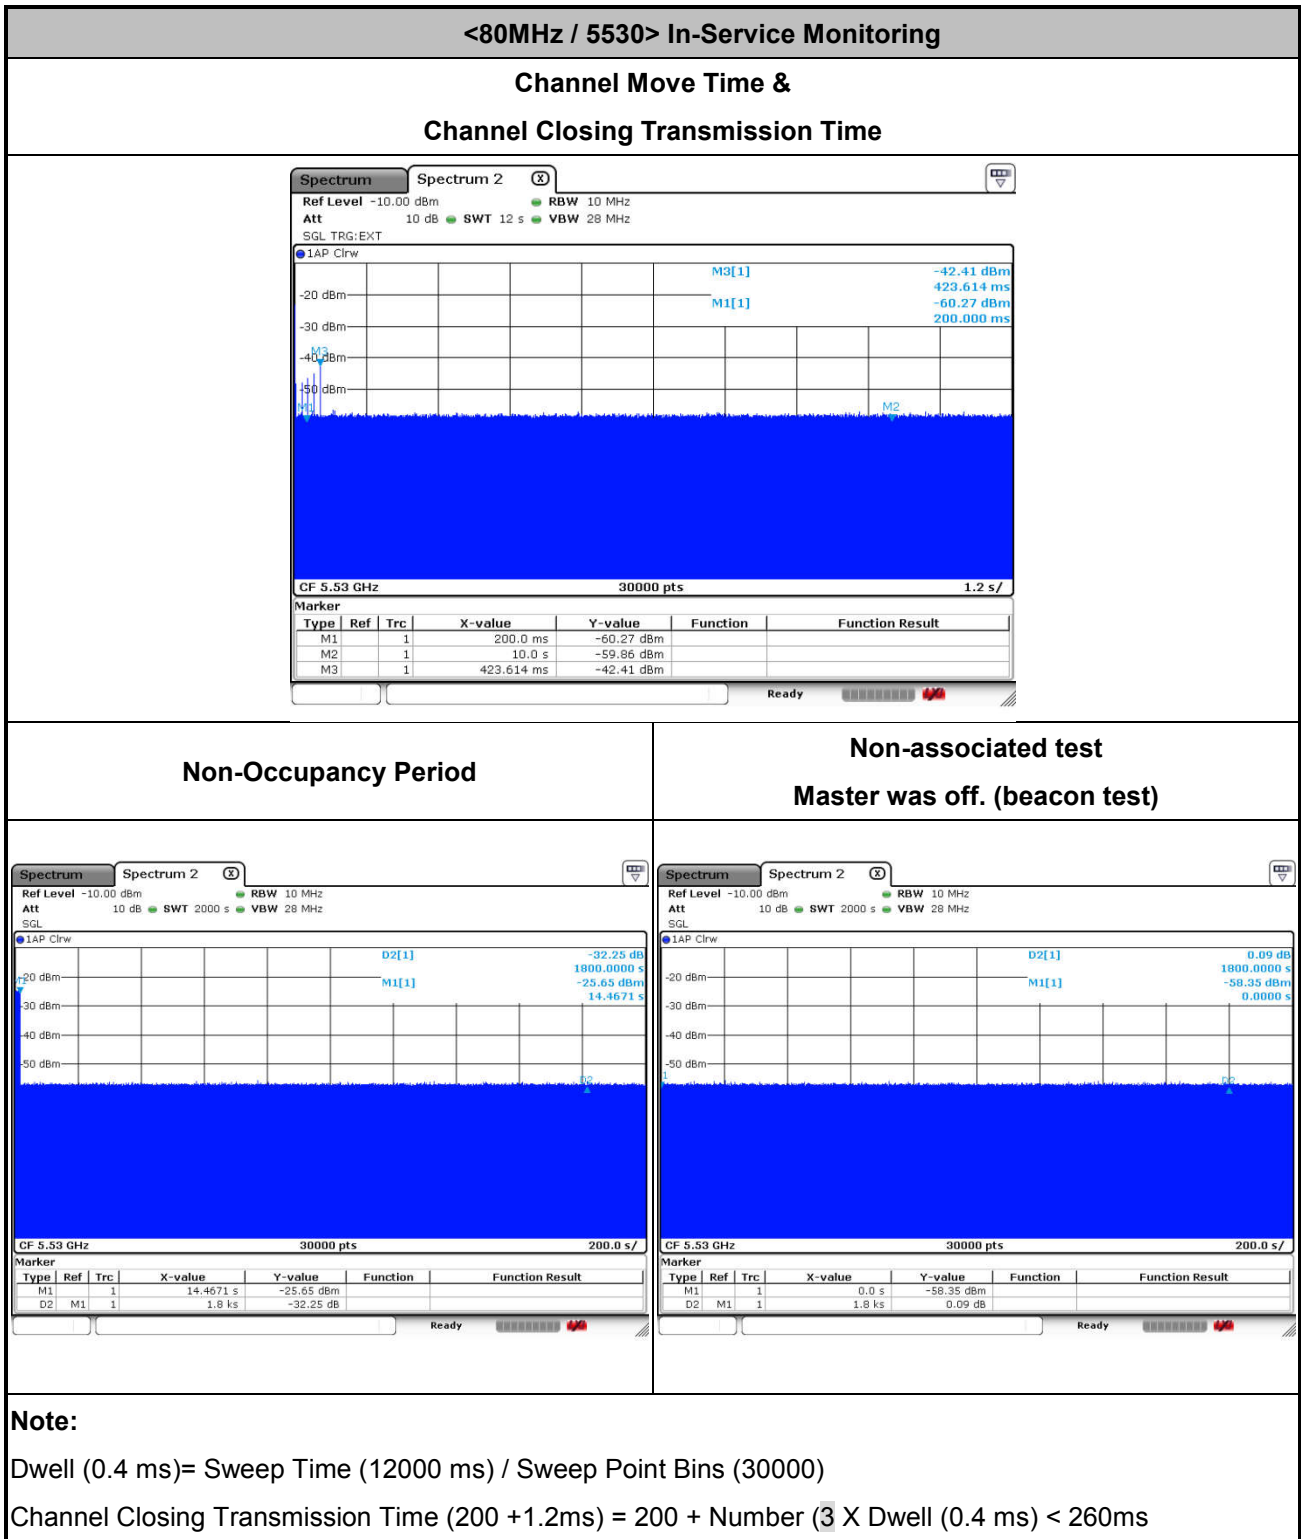 <80MHz / 5530> In-Service Monitoring
Channel Move Time &
Channel Closing Transmission Time
Spectrum Spectrum 2 X
Ref Level -10.00 dBm RBW 10 MHz
Att 10 dB SWT 12 s VBW 28 MHz
SGL TRG:EXT
1AP Clrw
M3[1] -42.41 dBm
423.614 ms
-20 dBm
M1[1] -60.27 dBm
200.000 ms
-30 dBm
M3
-40 dBm
-50 dBm
M1 M2
CF 5.53 GHz 30000 pts 1.2 s/
Marker
Type Ref Trc X-value Y-value Function Function Result
M1 1 200.0 ms -60.27 dBm
M2 1 10.0 s -59.86 dBm
M3 1 423.614 ms -42.41 dBm
Ready
Non-Occupancy Period
Non-associated test
Master was off. (beacon test)
Spectrum Spectrum 2 X
Ref Level -10.00 dBm RBW 10 MHz
Att 10 dB SWT 2000 s VBW 28 MHz
SGL
1AP Clrw
D2[1] -32.25 dB
1800.0000 s
-20 dBm
M1
M1[1] -25.65 dBm
14.4671 s
-30 dBm
-40 dBm
-50 dBm
D2
CF 5.53 GHz 30000 pts 200.0 s/
Marker
Type Ref Trc X-value Y-value Function Function Result
M1 1 14.4671 s -25.65 dBm
D2 M1 1 1.8 ks -32.25 dB
Ready
Spectrum Spectrum 2 X
Ref Level -10.00 dBm RBW 10 MHz
Att 10 dB SWT 2000 s VBW 28 MHz
SGL
1AP Clrw
D2[1] 0.09 dB
1800.0000 s
-20 dBm
M1[1] -58.35 dBm
0.0000 s
-30 dBm
-40 dBm
-50 dBm
1 D2
CF 5.53 GHz 30000 pts 200.0 s/
Marker
Type Ref Trc X-value Y-value Function Function Result
M1 1 0.0 s -58.35 dBm
D2 M1 1 1.8 ks 0.09 dB
Ready
Note:
Dwell (0.4 ms)= Sweep Time (12000 ms) / Sweep Point Bins (30000)
Channel Closing Transmission Time (200 +1.2ms) = 200 + Number (3 X Dwell (0.4 ms) < 260ms